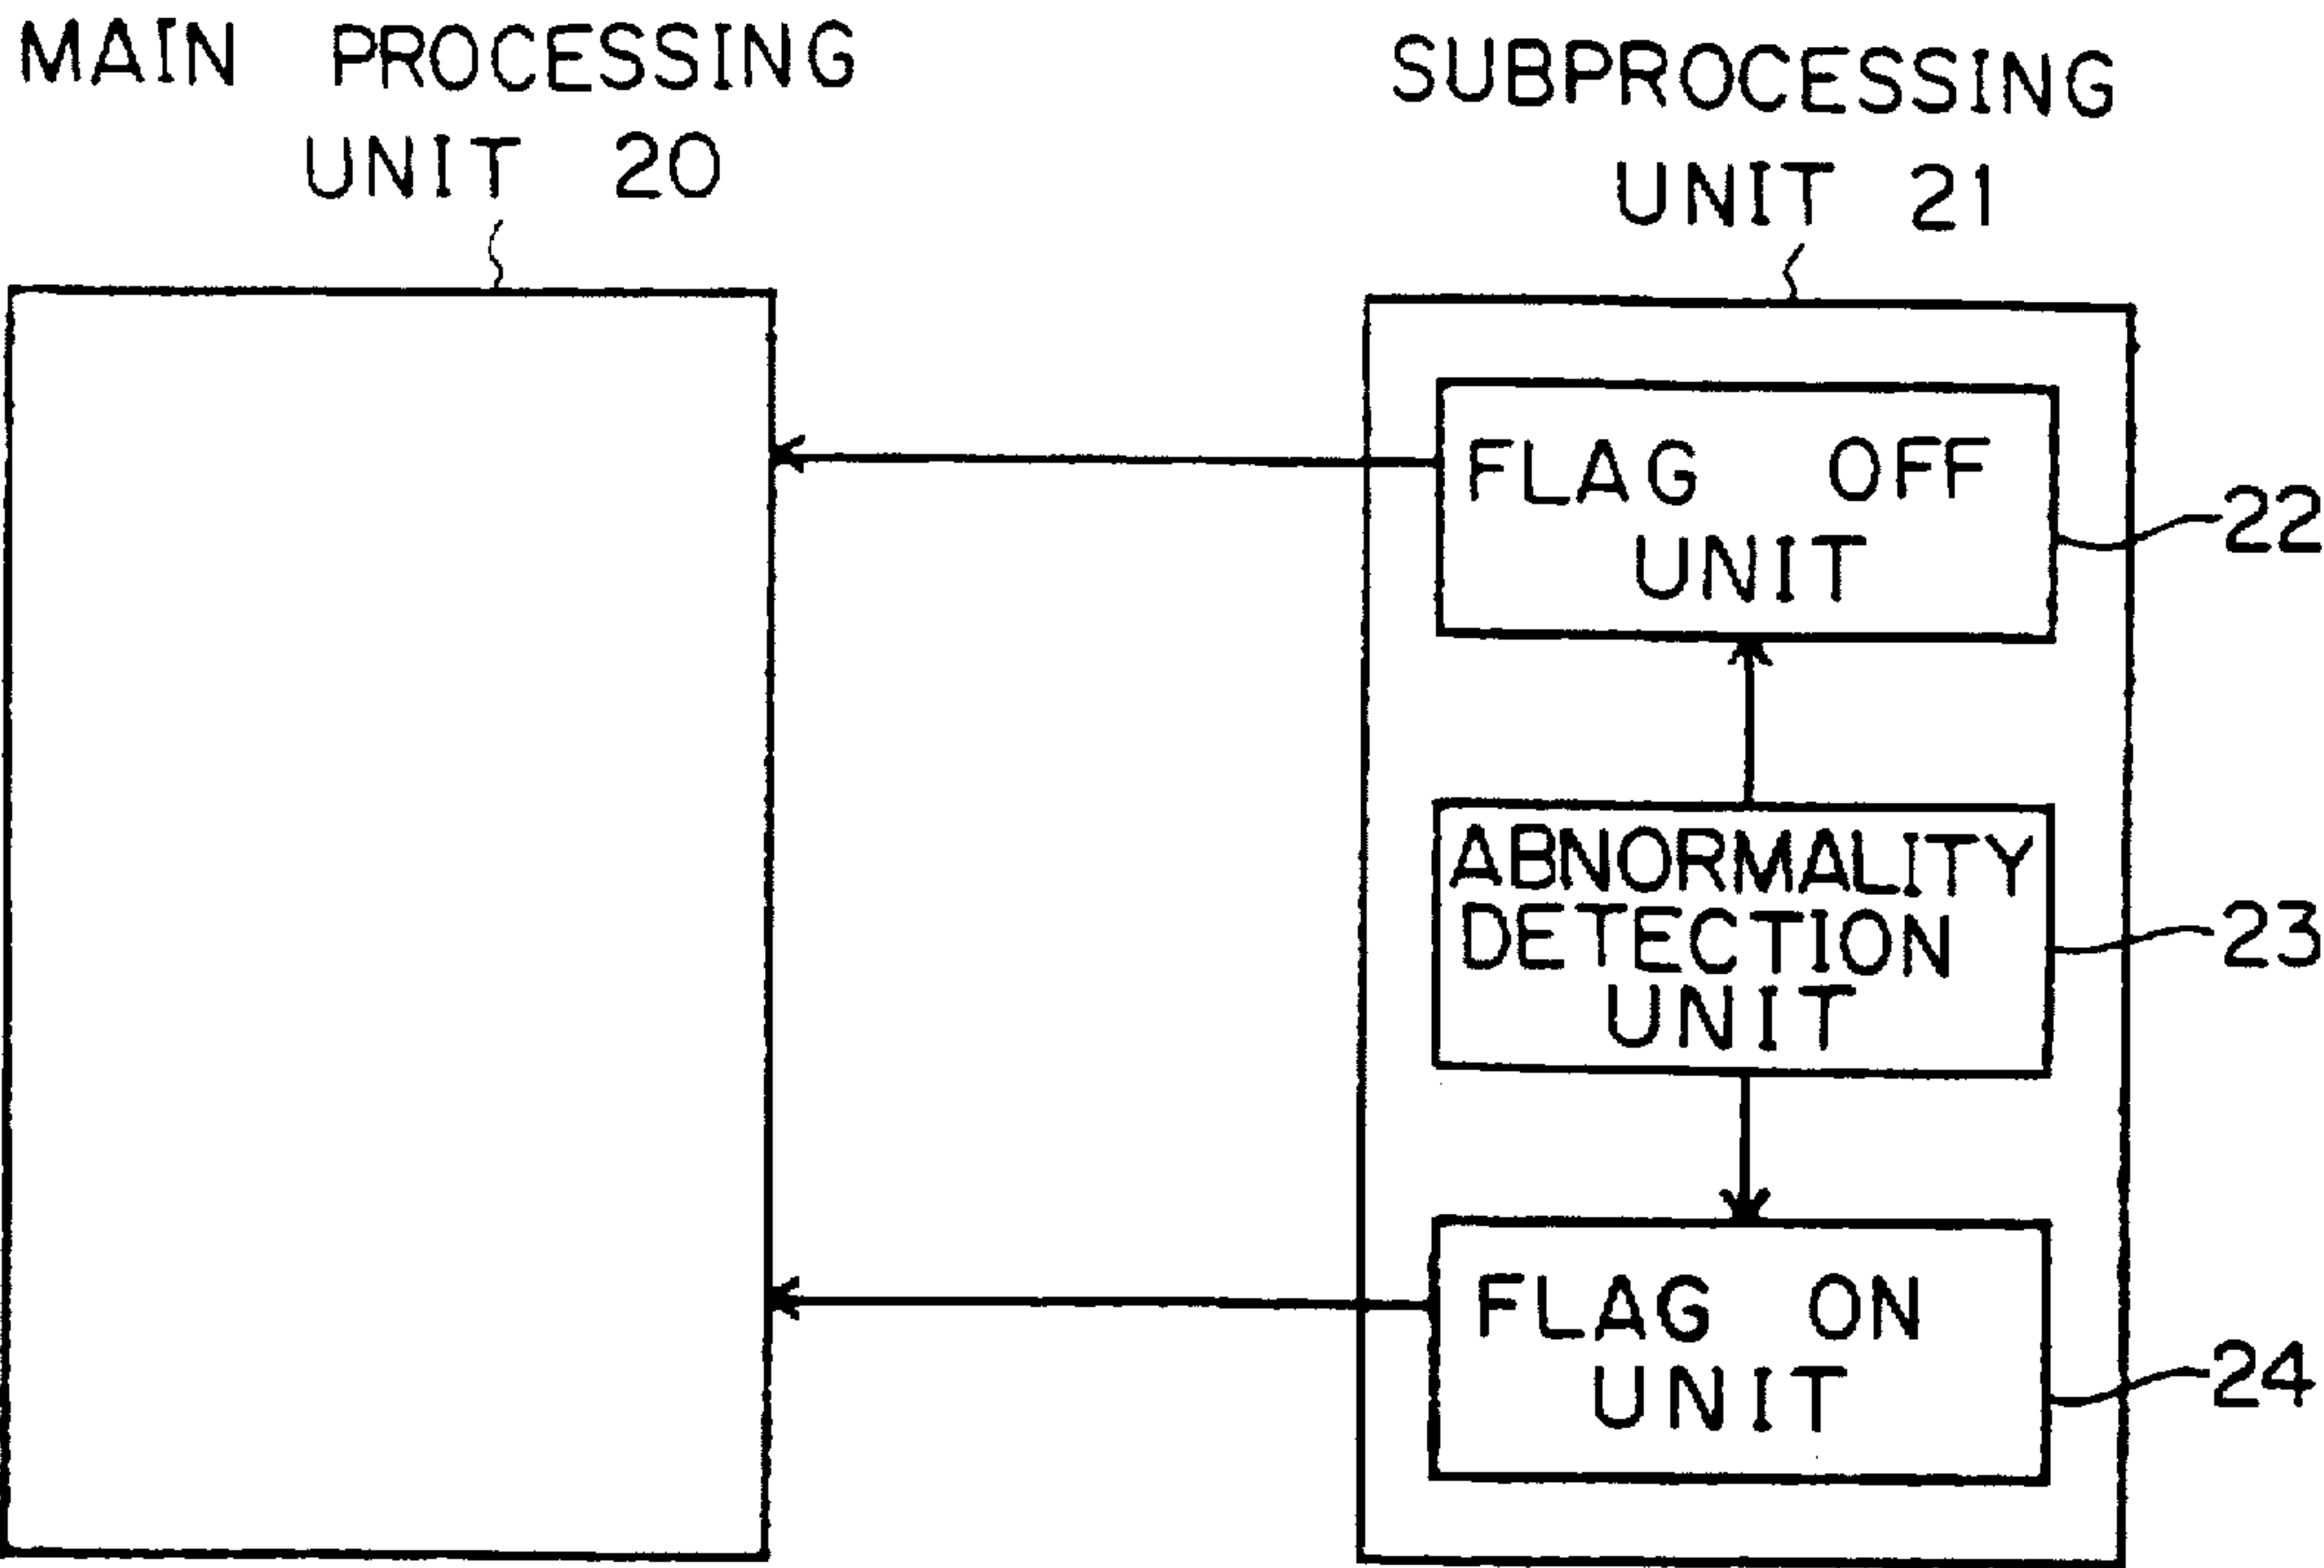 MAIN PROCESSING
UNIT 20
SUBPROCESSING
UNIT 21
FLAG OFF
UNIT
22
ABNORMALITY
DETECTION
UNIT
23
FLAG ON
UNIT
24